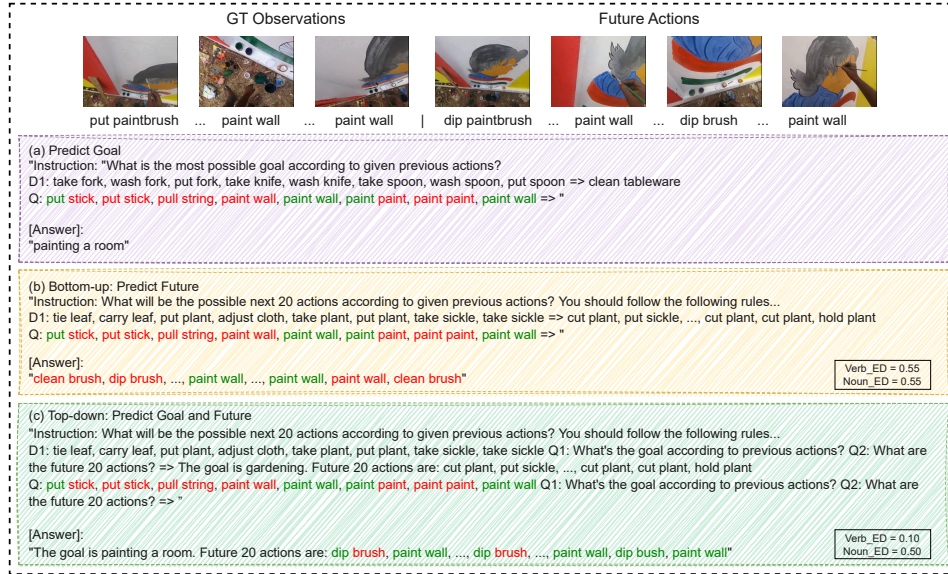 GT Observations
Future Actions
put paintbrush ... paint wall ... paint wall | dip paintbrush ... paint wall ... dip brush ... paint wall
(a) Predict Goal
"Instruction: "What is the most possible goal according to given previous actions?
D1: take fork, wash fork, put fork, take knife, wash knife, take spoon, wash spoon, put spoon => clean tableware
Q: put stick, put stick, pull string, paint wall, paint wall, paint paint, paint paint, paint wall => "
[Answer]:
"painting a room"
(b) Bottom-up: Predict Future
"Instruction: What will be the possible next 20 actions according to given previous actions? You should follow the following rules...
D1: tie leaf, carry leaf, put plant, adjust cloth, take plant, put plant, take sickle, take sickle => cut plant, put sickle, ..., cut plant, cut plant, hold plant
Q: put stick, put stick, pull string, paint wall, paint wall, paint paint, paint paint, paint wall => "
[Answer]:
"clean brush, dip brush, ..., paint wall, ..., paint wall, paint wall, clean brush"
Verb_ED = 0.55
Noun_ED = 0.55
(c) Top-down: Predict Goal and Future
"Instruction: What will be the possible next 20 actions according to given previous actions? You should follow the following rules...
D1: tie leaf, carry leaf, put plant, adjust cloth, take plant, put plant, take sickle, take sickle Q1: What's the goal according to previous actions? Q2: What are
the future 20 actions? => The goal is gardening. Future 20 actions are: cut plant, put sickle, ..., cut plant, cut plant, hold plant
Q: put stick, put stick, pull string, paint wall, paint wall, paint paint, paint paint, paint wall Q1: What's the goal according to previous actions? Q2: What are
the future 20 actions? => "
[Answer]:
"The goal is painting a room. Future 20 actions are: dip brush, paint wall, ..., dip brush, ..., paint wall, dip bush, paint wall"
Verb_ED = 0.10
Noun_ED = 0.50